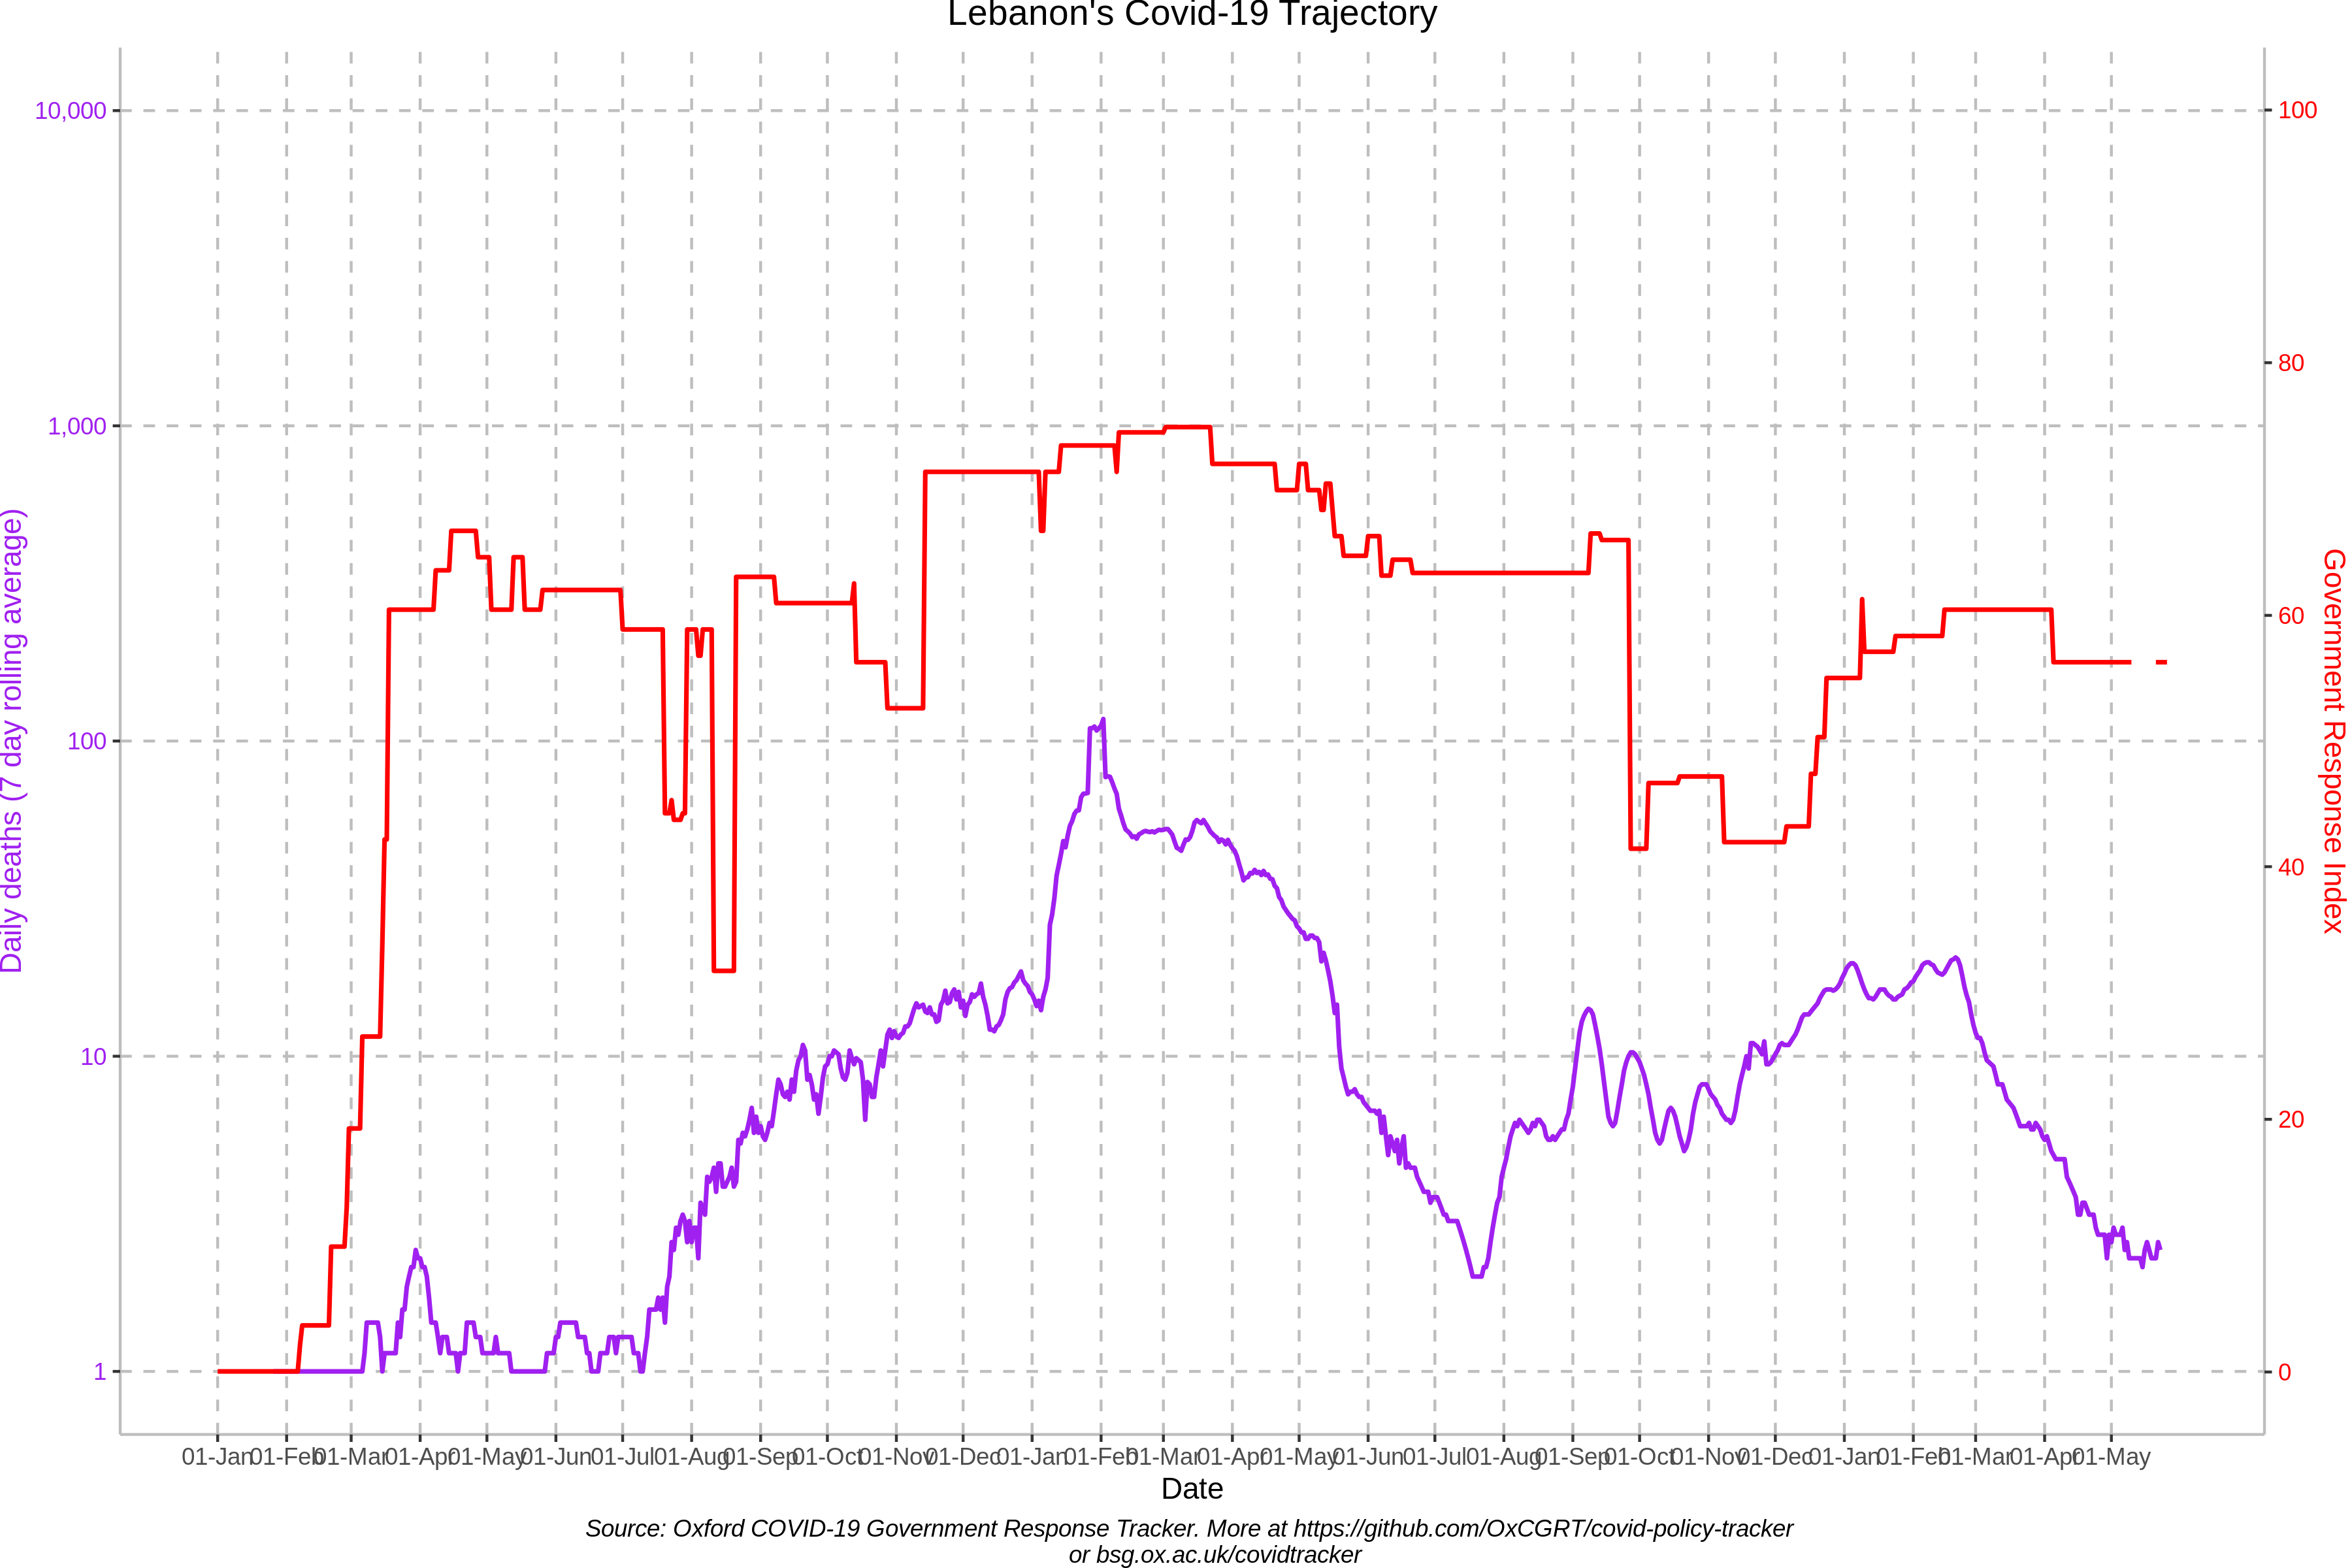 Lebanon's Covid-19 Trajectory
10,000
1,000
100
10
1
Daily deaths (7 day rolling average)
100
80
60
40
20
0
Government Response Index
01-Jan 01-Feb 01-Mar 01-Apr 01-May 01-Jun 01-Jul 01-Aug 01-Sep 01-Oct 01-Nov 01-Dec 01-Jan 01-Feb 01-Mar 01-Apr 01-May 01-Jun 01-Jul 01-Aug 01-Sep 01-Oct 01-Nov 01-Dec 01-Jan 01-Feb 01-Mar 01-Apr 01-May
Date
Source: Oxford COVID-19 Government Response Tracker. More at https://github.com/OxCGRT/covid-policy-tracker
or bsg.ox.ac.uk/covidtracker